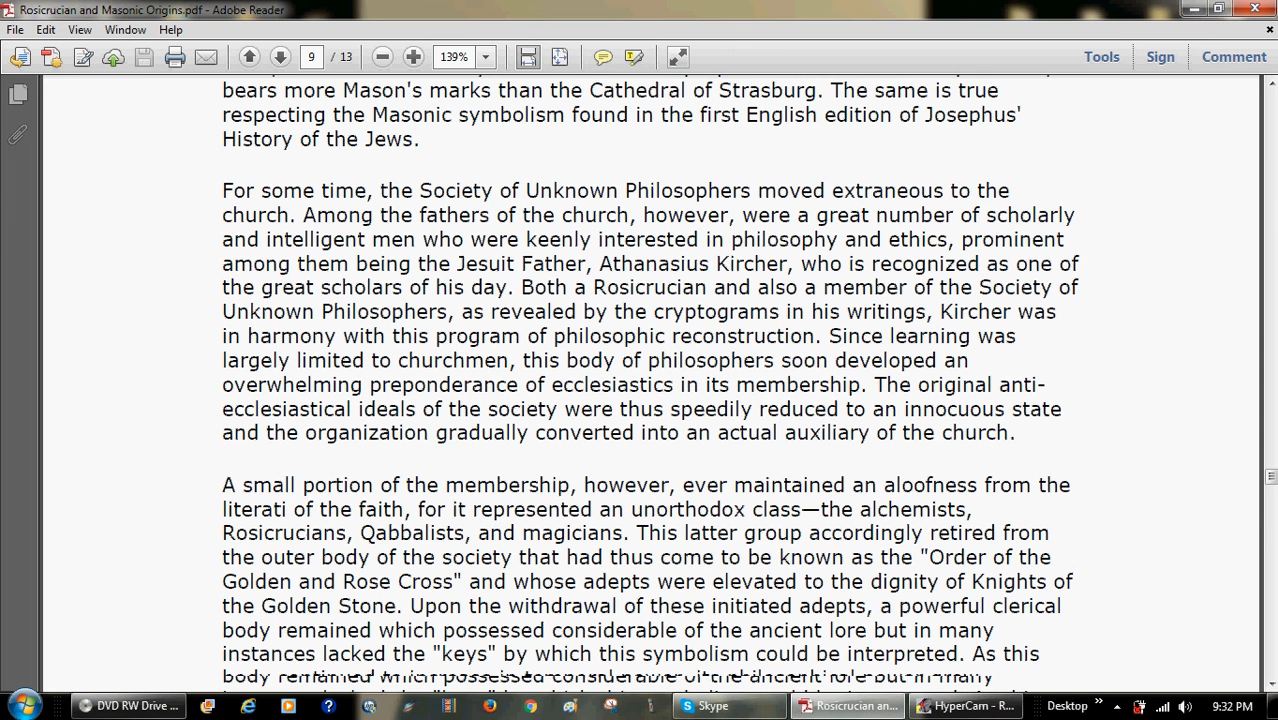 Rosicrucian and Masonic Origins.pdf - Adobe Reader
File Edit View Window Help
9 / 13 139% Tools Sign Comment
bears more Mason's marks than the Cathedral of Strasburg. The same is true
respecting the Masonic symbolism found in the first English edition of Josephus'
History of the Jews.
For some time, the Society of Unknown Philosophers moved extraneous to the
church. Among the fathers of the church, however, were a great number of scholarly
and intelligent men who were keenly interested in philosophy and ethics, prominent
among them being the Jesuit Father, Athanasius Kircher, who is recognized as one of
the great scholars of his day. Both a Rosicrucian and also a member of the Society of
Unknown Philosophers, as revealed by the cryptograms in his writings, Kircher was
in harmony with this program of philosophic reconstruction. Since learning was
largely limited to churchmen, this body of philosophers soon developed an
overwhelming preponderance of ecclesiastics in its membership. The original anti-
ecclesiastical ideals of the society were thus speedily reduced to an innocuous state
and the organization gradually converted into an actual auxiliary of the church.
A small portion of the membership, however, ever maintained an aloofness from the
literati of the faith, for it represented an unorthodox class—the alchemists,
Rosicrucians, Qabbalists, and magicians. This latter group accordingly retired from
the outer body of the society that had thus come to be known as the "Order of the
Golden and Rose Cross" and whose adepts were elevated to the dignity of Knights of
the Golden Stone. Upon the withdrawal of these initiated adepts, a powerful clerical
body remained which possessed considerable of the ancient lore but in many
instances lacked the "keys" by which this symbolism could be interpreted. As this
body
DVD RW Drive ... Skype Rosicrucian an... HyperCam - R... Desktop » 9:32 PM